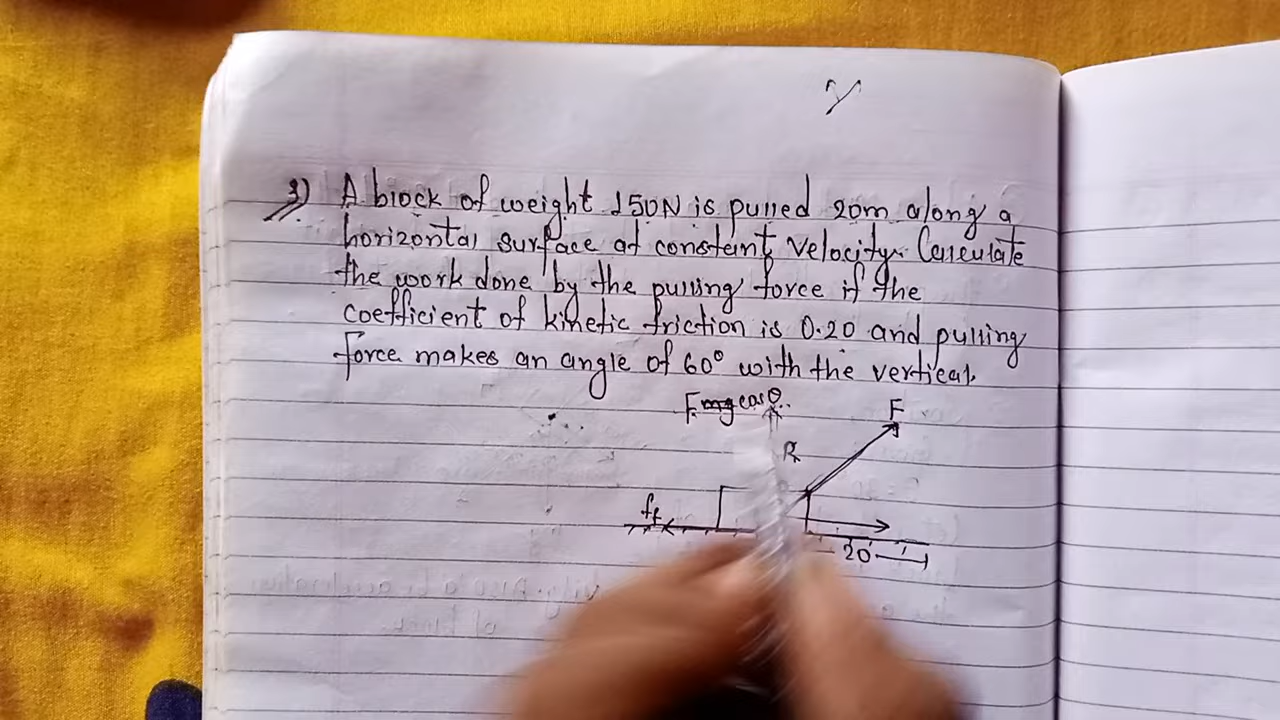 3) A block of weight 150N is pulled 20m along a
horizontal surface at constant velocity. Calculate
the work done by the pulling force if the
coefficient of kinetic friction is 0.20 and pulling
force makes an angle of 60° with the vertical.
F cosθ
F
R
fk
20